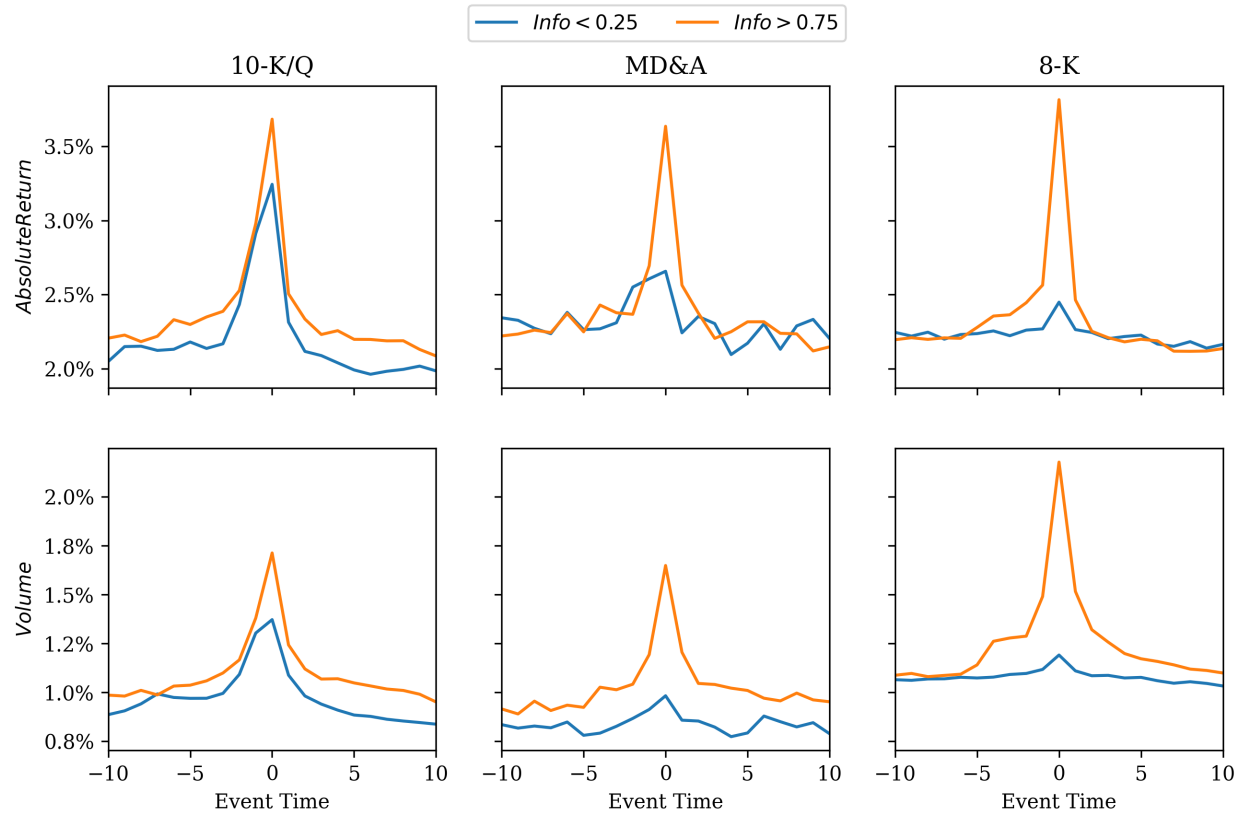 Info < 0.25 Info > 0.75
10-K/Q MD&A 8-K
AbsoluteReturn
3.5%
3.0%
2.5%
2.0%
Volume
2.0%
1.8%
1.5%
1.2%
1.0%
0.8%
−10 −5 0 5 10 −10 −5 0 5 10 −10 −5 0 5 10
Event Time Event Time Event Time